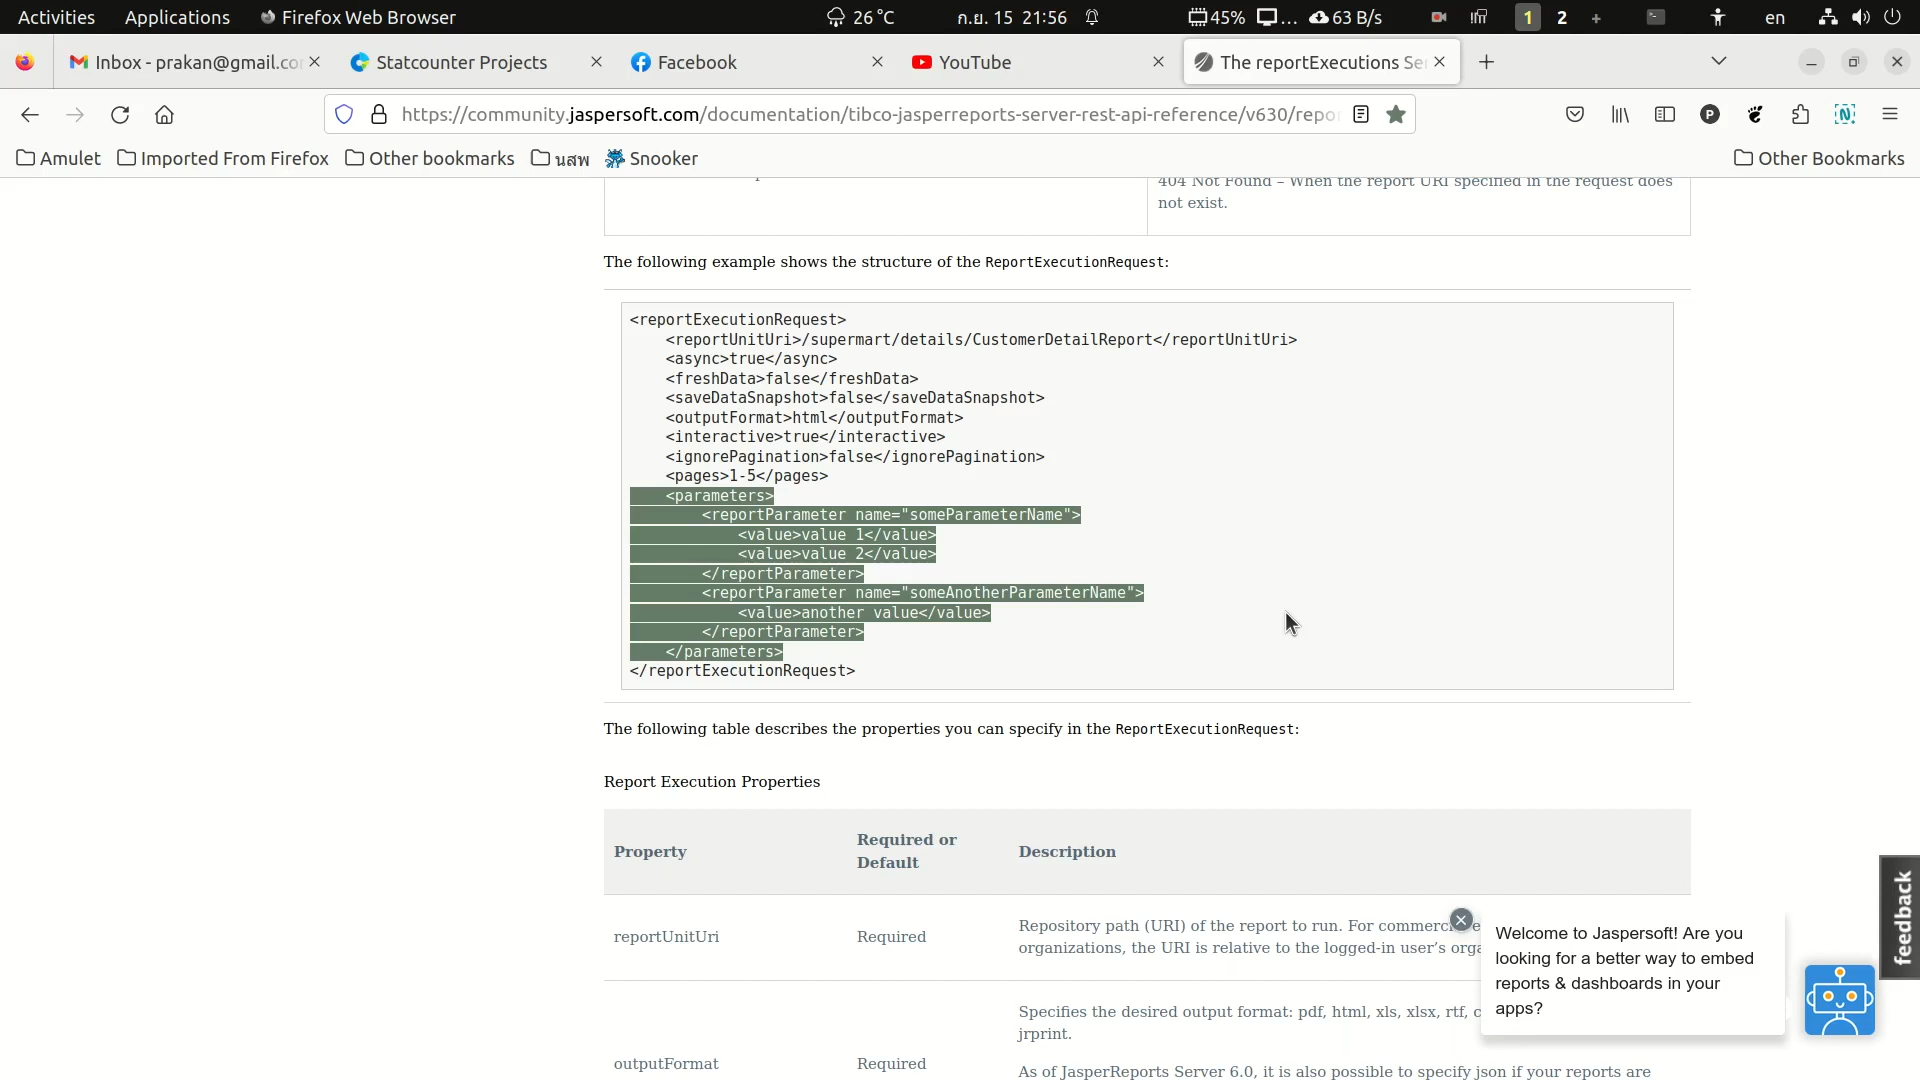 Activities Applications Firefox Web Browser 26 °C ก.ย. 15 21:56 45% ... 63 B/s 1 2 + en
Inbox - prakan@gmail.co Statcounter Projects Facebook YouTube The reportExecutions Se
https://community.jaspersoft.com/documentation/tibco-jasperreports-server-rest-api-reference/v630/repo
Amulet Imported From Firefox Other bookmarks นสพ Snooker Other Bookmarks
404 Not Found – When the report URI specified in the request does
not exist.
The following example shows the structure of the ReportExecutionRequest:
<reportExecutionRequest>
<reportUnitUri>/supermart/details/CustomerDetailReport</reportUnitUri>
<async>true</async>
<freshData>false</freshData>
<saveDataSnapshot>false</saveDataSnapshot>
<outputFormat>html</outputFormat>
<interactive>true</interactive>
<ignorePagination>false</ignorePagination>
<pages>1-5</pages>
<parameters>
<reportParameter name="someParameterName">
<value>value 1</value>
<value>value 2</value>
</reportParameter>
<reportParameter name="someAnotherParameterName">
<value>another value</value>
</reportParameter>
</parameters>
</reportExecutionRequest>
The following table describes the properties you can specify in the ReportExecutionRequest:
Report Execution Properties
Property Required or Default Description
reportUnitUri Required Repository path (URI) of the report to run. For commerc
organizations, the URI is relative to the logged-in user’s orga
outputFormat Required Specifies the desired output format: pdf, html, xls, xlsx, rtf, c
jrprint.
As of JasperReports Server 6.0, it is also possible to specify json if your reports are
Welcome to Jaspersoft! Are you
looking for a better way to embed
reports & dashboards in your
apps?
feedback